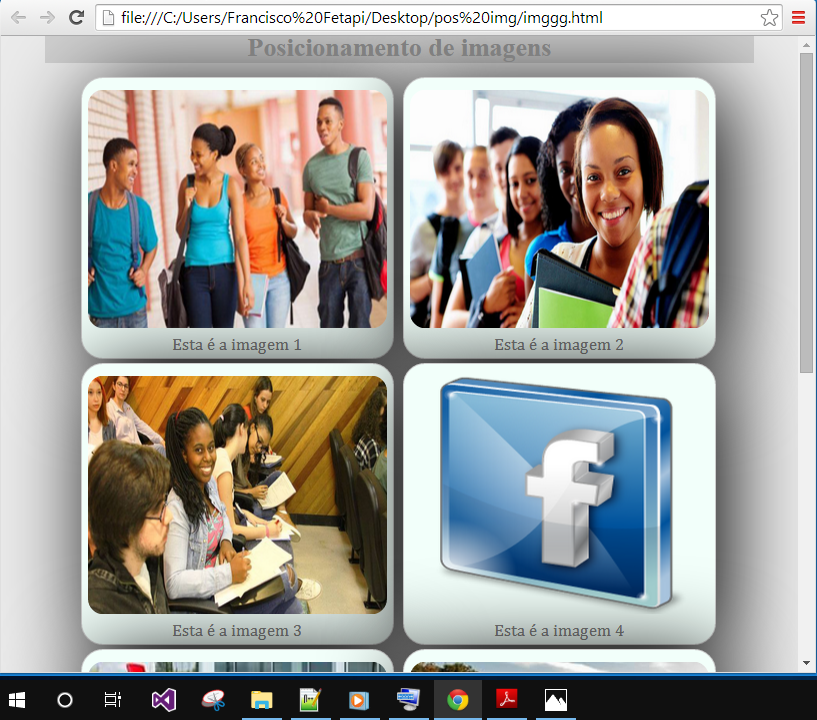 file:///C:/Users/Francisco%20Fetapi/Desktop/pos%20img/imggg.html
Posicionamento de imagens
Esta é a imagem 1
Esta é a imagem 2
f
Esta é a imagem 3
Esta é a imagem 4